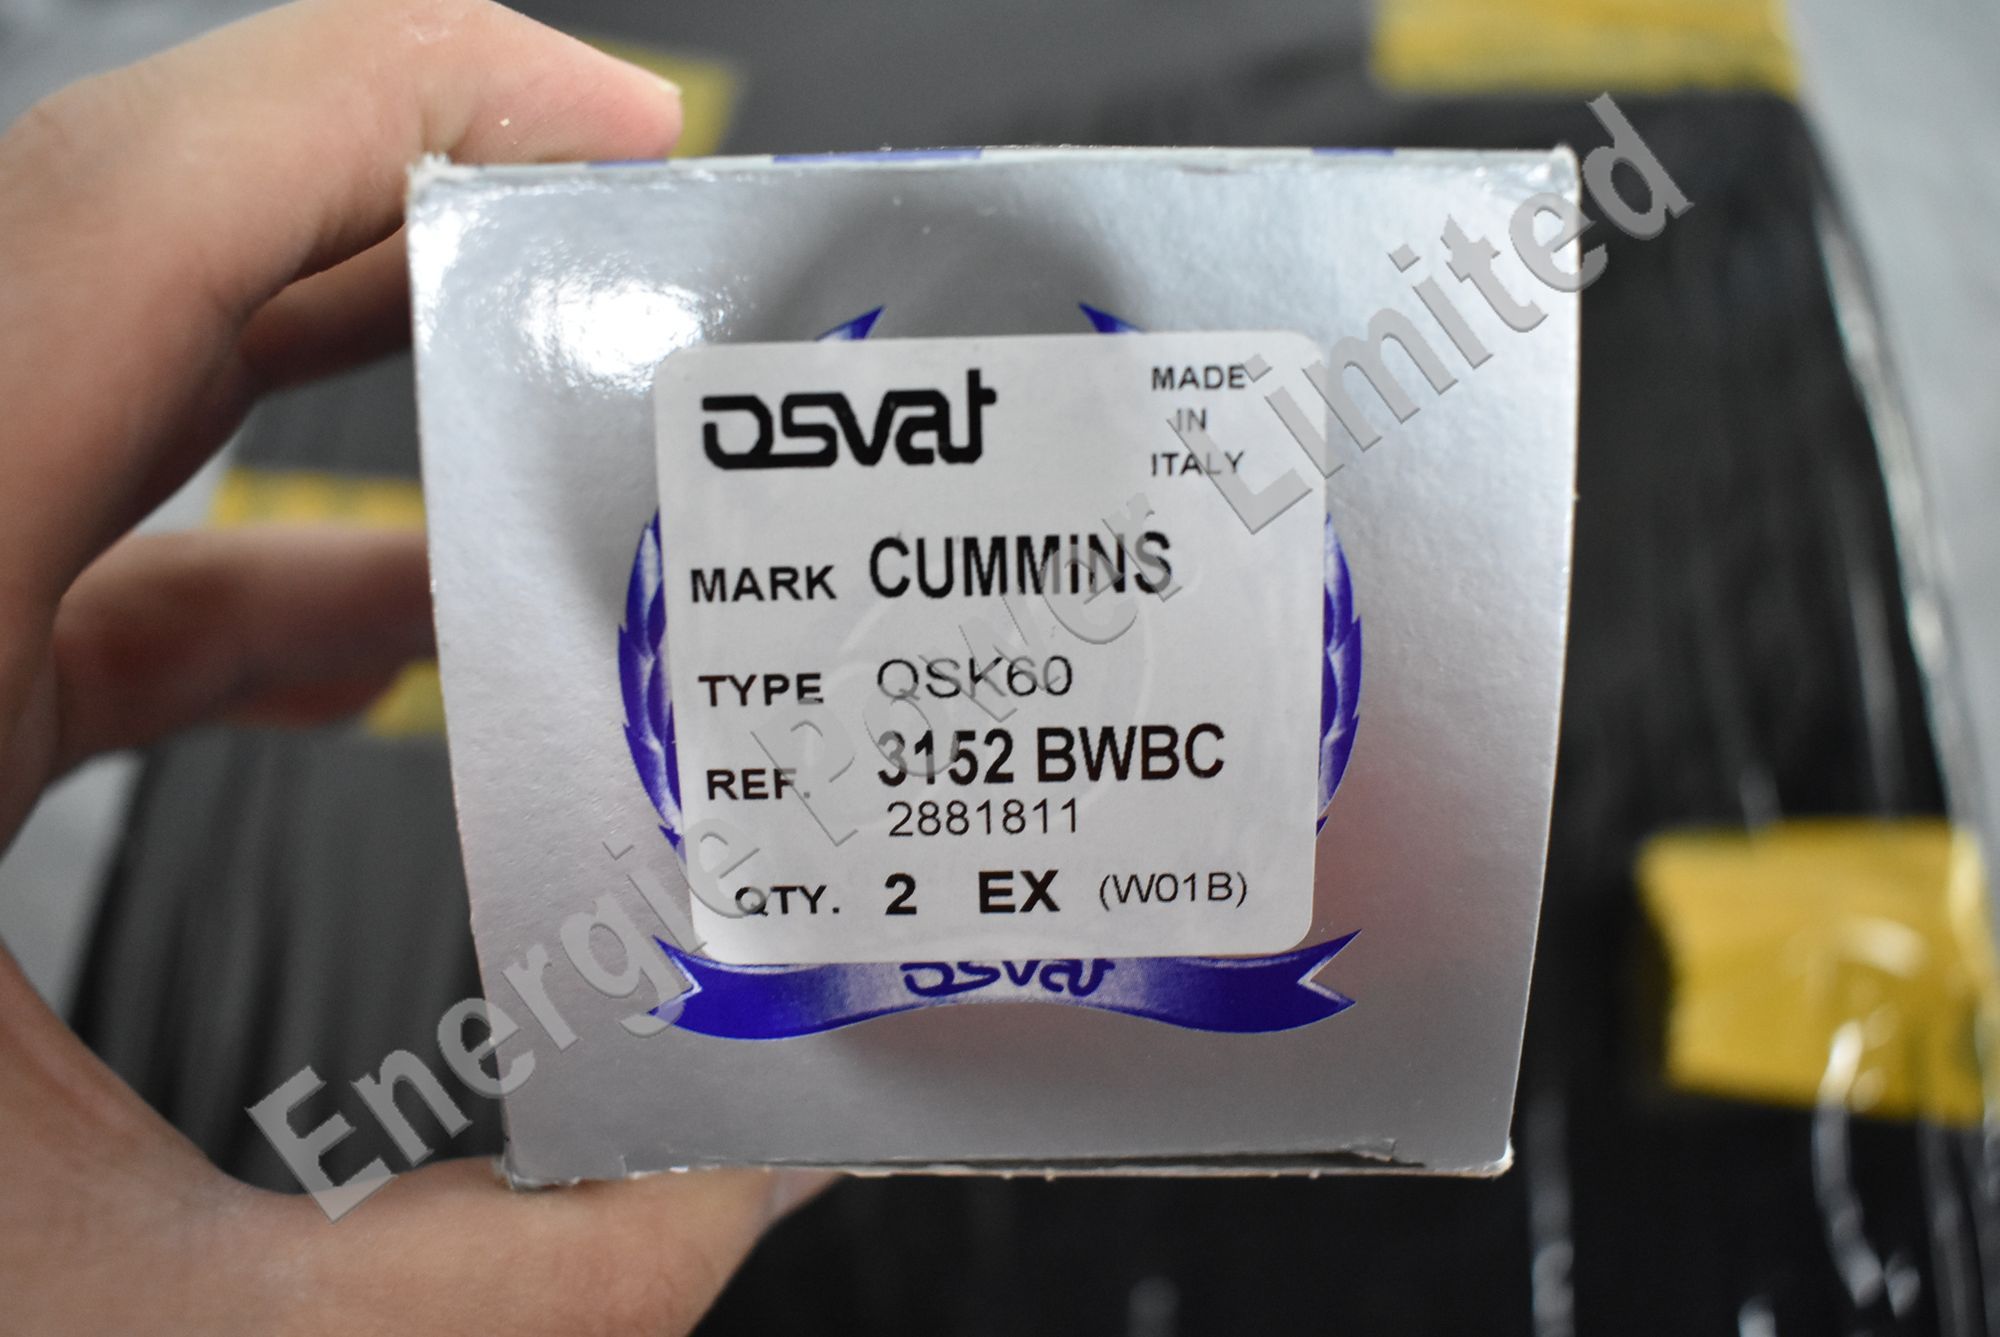 Osvat
MADE
IN
ITALY
MARK CUMMiNS
TYPE QSK60
REF. 3152 BWBC
2881811
QTY. 2 EX (W01B)
Osvat
Energie Power Limited